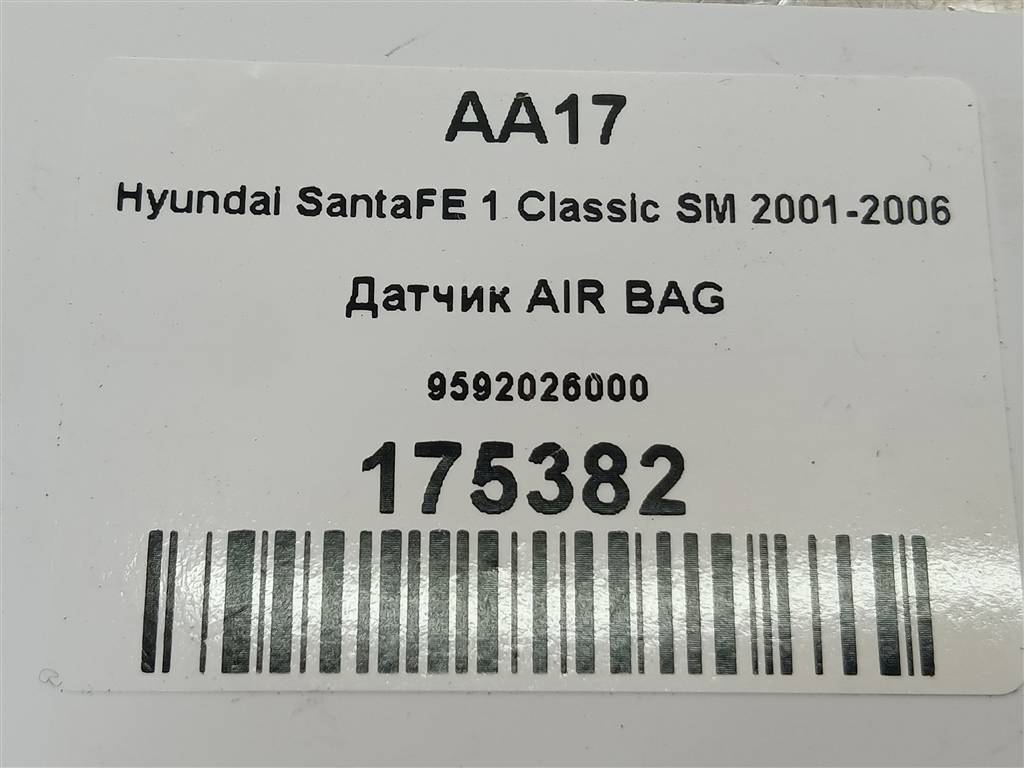 AA17
Hyundai SantaFE 1 Classic SM 2001-2006
Датчик AIR BAG
9592026000
175382